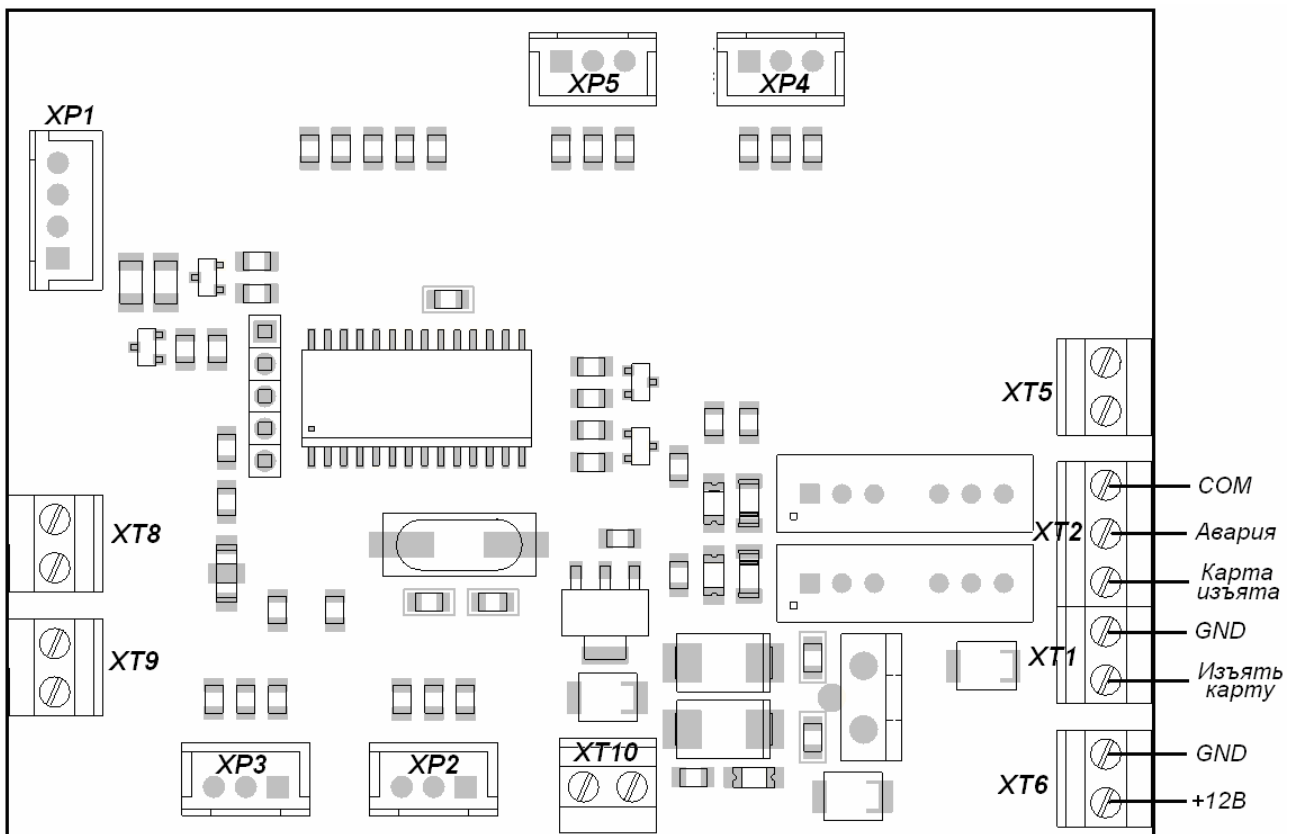 XP5
XP4
XP1
XT5
COM
XT8
XT2
Авария
Карта
изъята
GND
XT9
XT1
Изъять
карту
XP3
XP2
XT10
GND
XT6
+12В